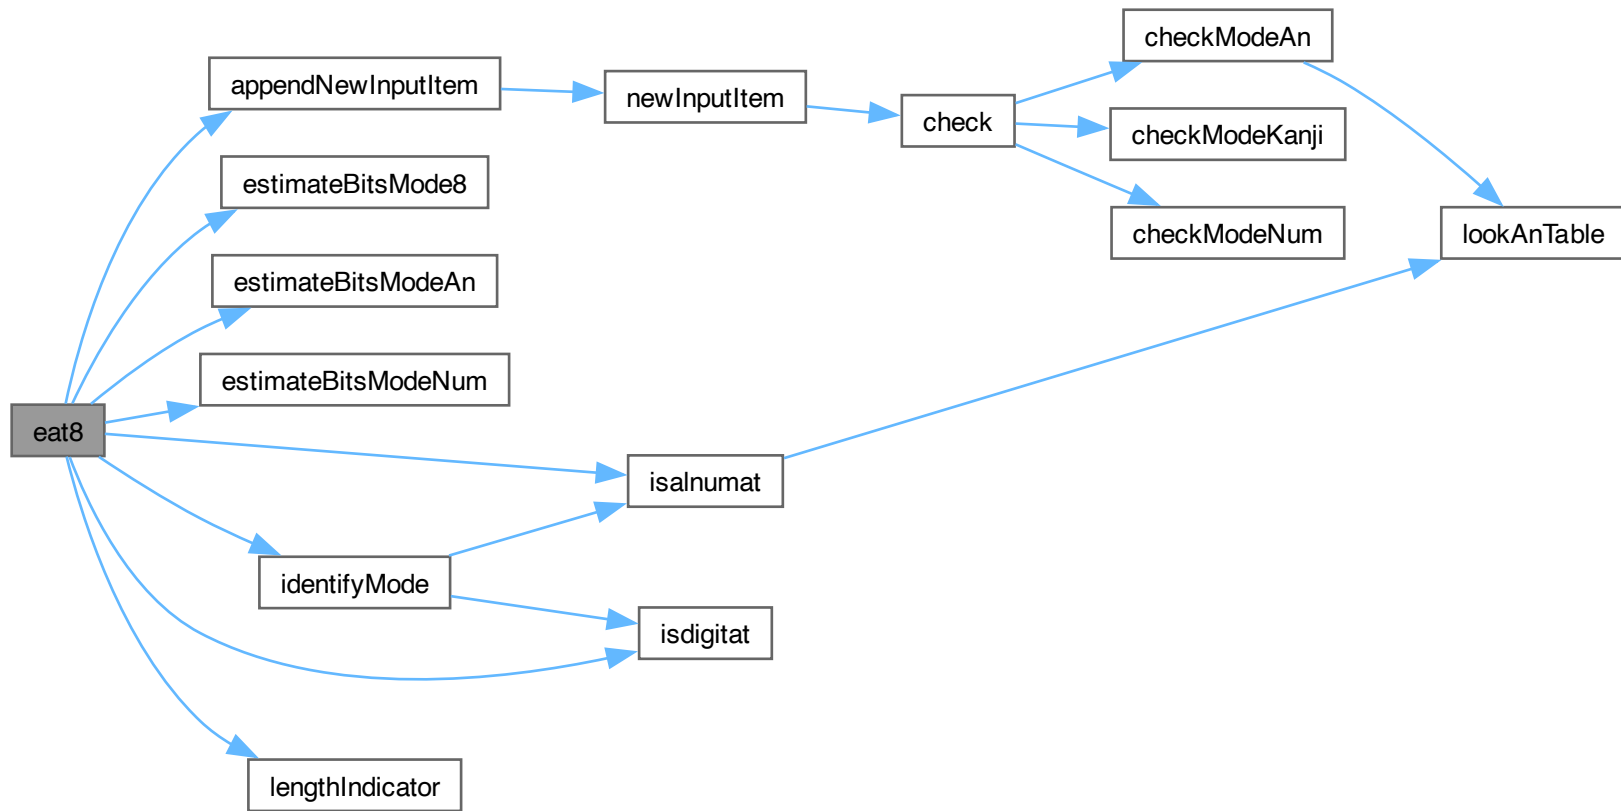 checkModeAn
appendNewInputItem
newInputItem
check
checkModeKanji
estimateBitsMode8
checkModeNum
lookAnTable
estimateBitsModeAn
estimateBitsModeNum
eat8
isalnumat
identifyMode
isdigitat
lengthIndicator